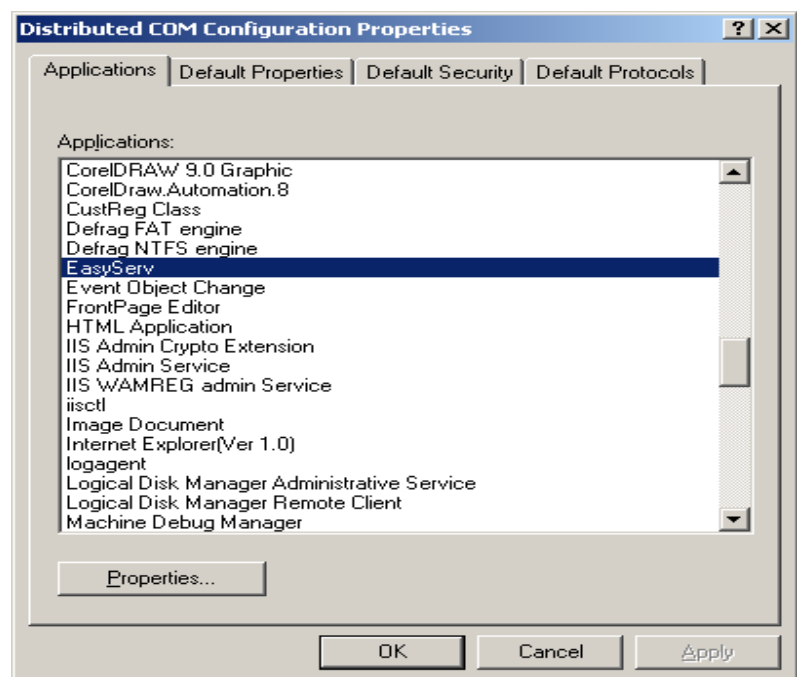 Distributed COM Configuration Properties
Applications
Default Properties
Default Security
Default Protocols
Applications:
CorelDRAW 9.0 Graphic
CorelDraw.Automation.8
CustReg Class
Defrag FAT engine
Defrag NTFS engine
EasyServ
Event Object Change
FrontPage Editor
HTML Application
IIS Admin Crypto Extension
IIS Admin Service
IIS WAMREG admin Service
iisctl
Image Document
Internet Explorer(Ver 1.0)
logagent
Logical Disk Manager Administrative Service
Logical Disk Manager Remote Client
Machine Debug Manager
Properties...
OK
Cancel
Apply